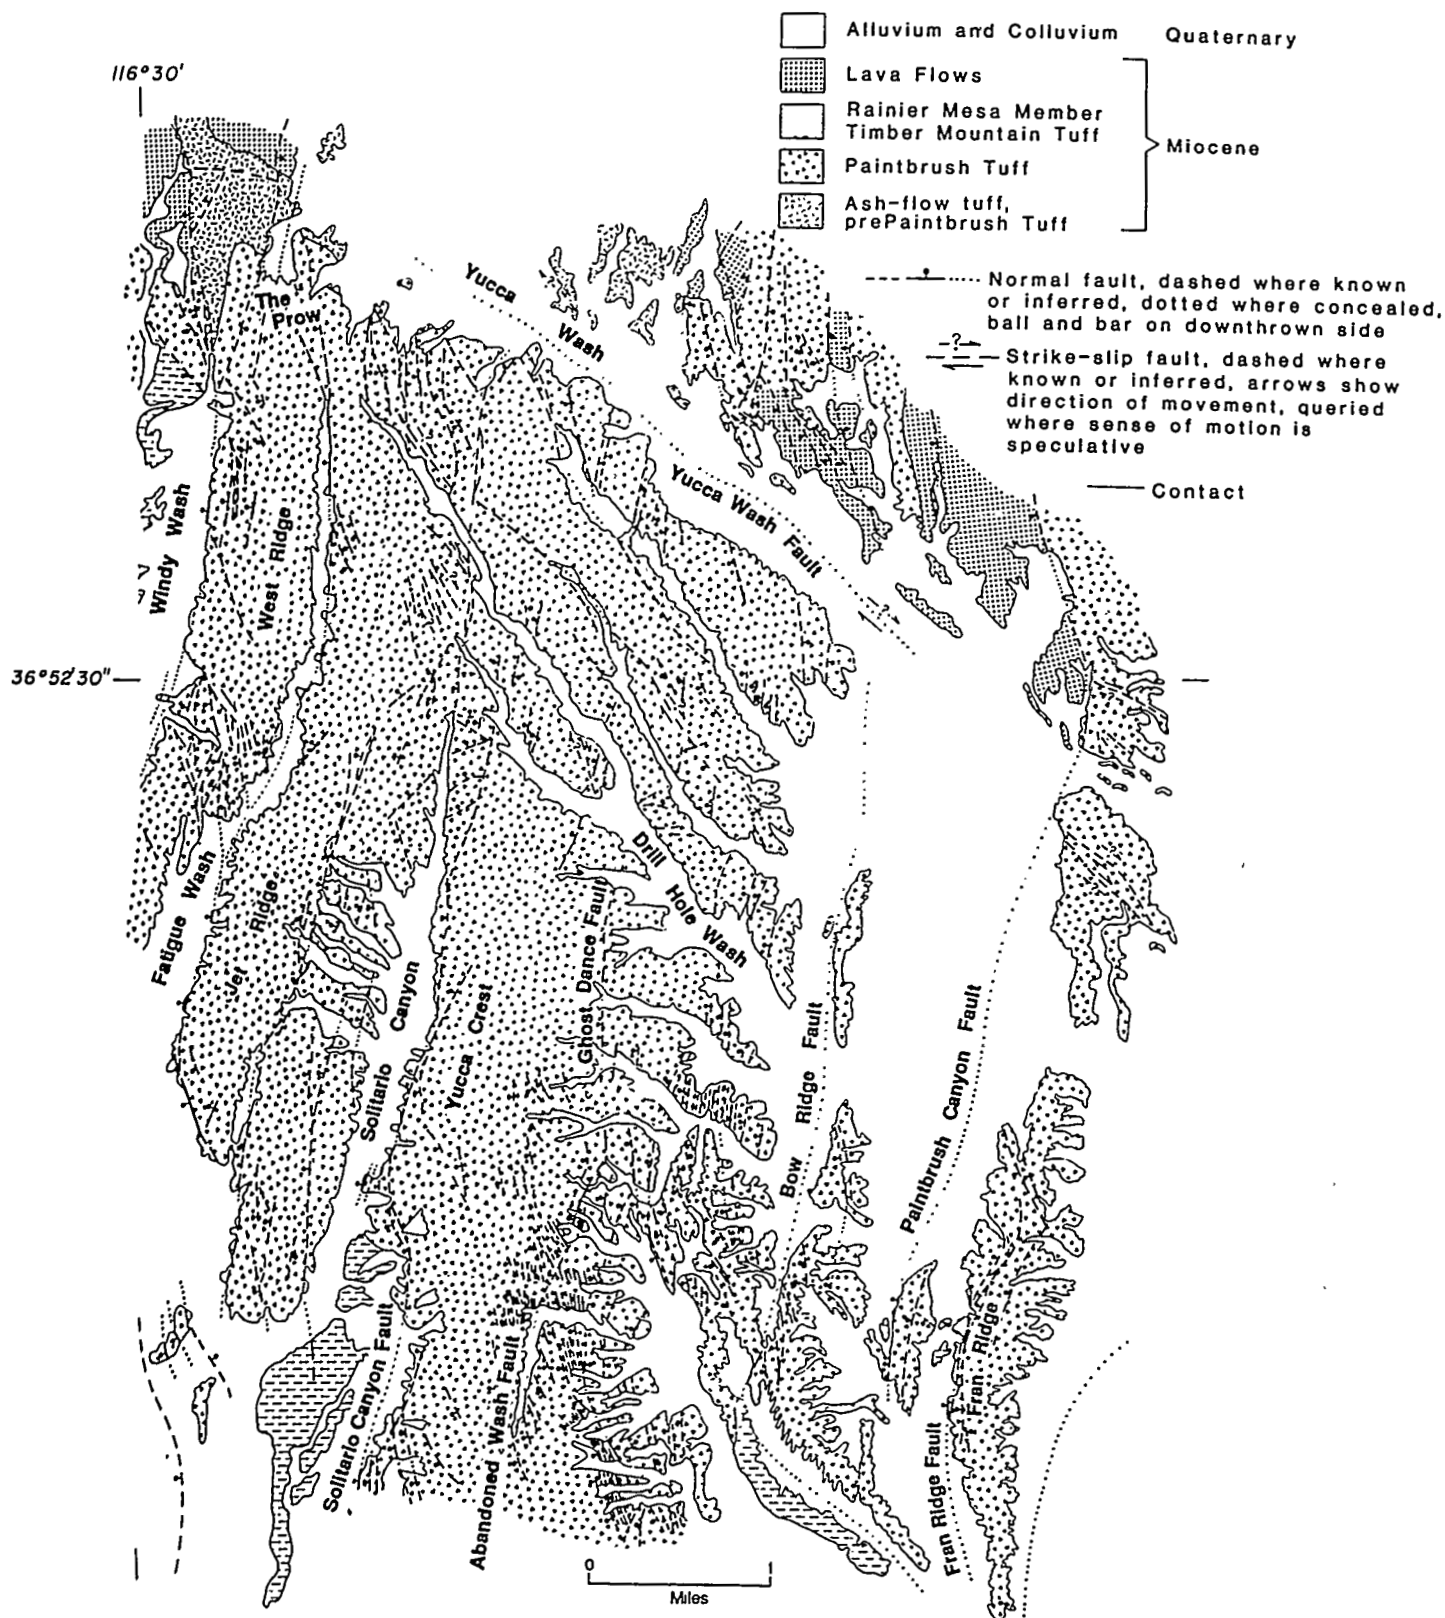 Alluvium and Colluvium Quaternary
Lava Flows
Rainier Mesa Member
Timber Mountain Tuff
Miocene
Paintbrush Tuff
Ash-flow tuff,
prePaintbrush Tuff
Normal fault, dashed where known
or inferred, dotted where concealed,
ball and bar on downthrown side
-?-
Strike-slip fault, dashed where
known or inferred, arrows show
direction of movement, queried
where sense of motion is
speculative
Contact
116°30'
36°52'30"
The
Prow
Yucca
Wash
Yucca Wash Fault
?
Windy Wash
West Ridge
Fatigue Wash
Jet Ridge
Solitario Canyon
Yucca Crest
Ghost Dance Fault
Drill
Hole Wash
Bow Ridge Fault
Paintbrush Canyon Fault
Solitario Canyon Fault
Abandoned Wash Fault
Fran Ridge
Fran Ridge Fault
0 1
Miles